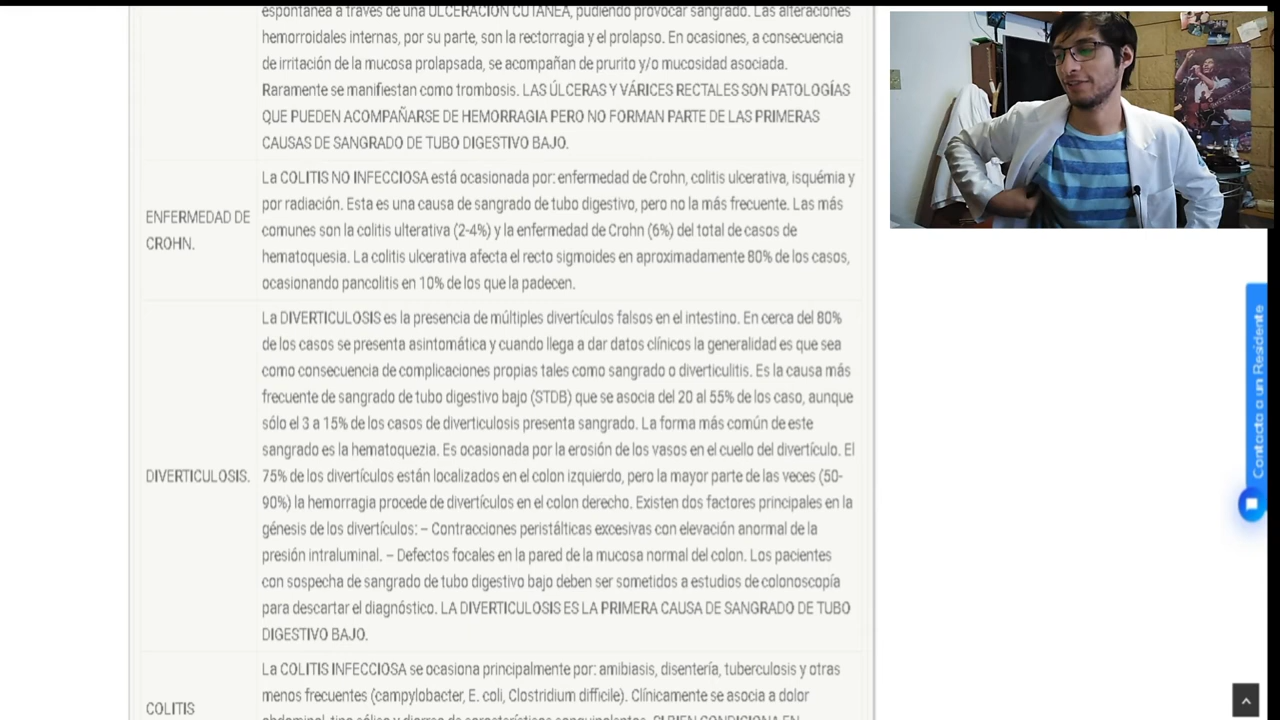 espontánea a través de una ULCERACIÓN CUTÁNEA, pudiendo provocar sangrado. Las alteraciones
hemorroidales internas, por su parte, son la rectorragia y el prolapso. En ocasiones, a consecuencia
de irritación de la mucosa prolapsada, se acompañan de prurito y/o mucosidad asociada.
Raramente se manifiestan como trombosis. LAS ÚLCERAS Y VÁRICES RECTALES SON PATOLOGÍAS
QUE PUEDEN ACOMPAÑARSE DE HEMORRAGIA PERO NO FORMAN PARTE DE LAS PRIMERAS
CAUSAS DE SANGRADO DE TUBO DIGESTIVO BAJO.
ENFERMEDAD DE
CROHN.
La COLITIS NO INFECCIOSA está ocasionada por: enfermedad de Crohn, colitis ulcerativa, isquémia y
por radiación. Esta es una causa de sangrado de tubo digestivo, pero no la más frecuente. Las más
comunes son la colitis ulterativa (2-4%) y la enfermedad de Crohn (6%) del total de casos de
hematoquesia. La colitis ulcerativa afecta el recto sigmoides en aproximadamente 80% de los casos,
ocasionando pancolitis en 10% de los que la padecen.
DIVERTICULOSIS.
La DIVERTICULOSIS es la presencia de múltiples divertículos falsos en el intestino. En cerca del 80%
de los casos se presenta asintomática y cuando llega a dar datos clínicos la generalidad es que sea
como consecuencia de complicaciones propias tales como sangrado o diverticulitis. Es la causa más
frecuente de sangrado de tubo digestivo bajo (STDB) que se asocia del 20 al 55% de los caso, aunque
sólo el 3 a 15% de los casos de diverticulosis presenta sangrado. La forma más común de este
sangrado es la hematoquezia. Es ocasionada por la erosión de los vasos en el cuello del divertículo. El
75% de los divertículos están localizados en el colon izquierdo, pero la mayor parte de las veces (50-
90%) la hemorragia procede de divertículos en el colon derecho. Existen dos factores principales en la
génesis de los divertículos: – Contracciones peristálticas excesivas con elevación anormal de la
presión intraluminal. – Defectos focales en la pared de la mucosa normal del colon. Los pacientes
con sospecha de sangrado de tubo digestivo bajo deben ser sometidos a estudios de colonoscopía
para descartar el diagnóstico. LA DIVERTICULOSIS ES LA PRIMERA CAUSA DE SANGRADO DE TUBO
DIGESTIVO BAJO.
COLITIS
La COLITIS INFECCIOSA se ocasiona principalmente por: amibiasis, disentería, tuberculosis y otras
menos frecuentes (campylobacter, E. coli, Clostridium difficile). Clínicamente se asocia a dolor
Contacta a un Residente